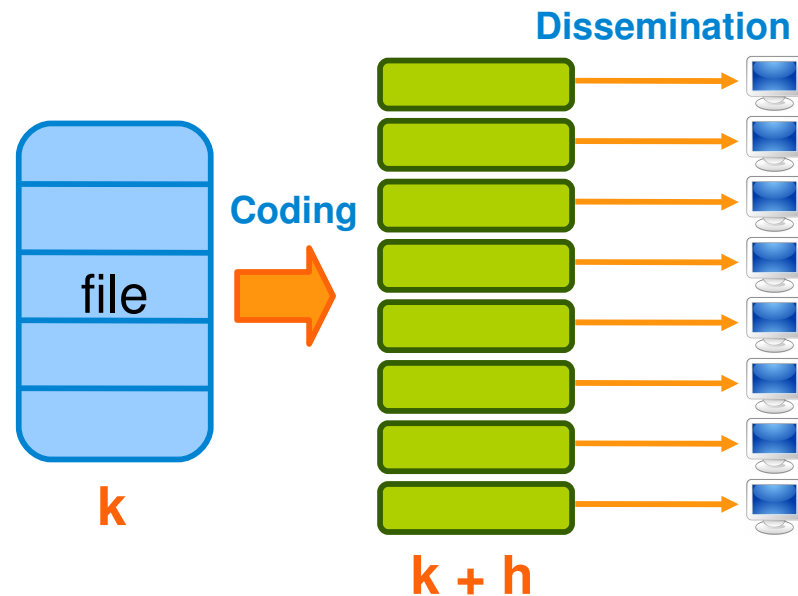 Dissemination
Coding
file
k
k + h